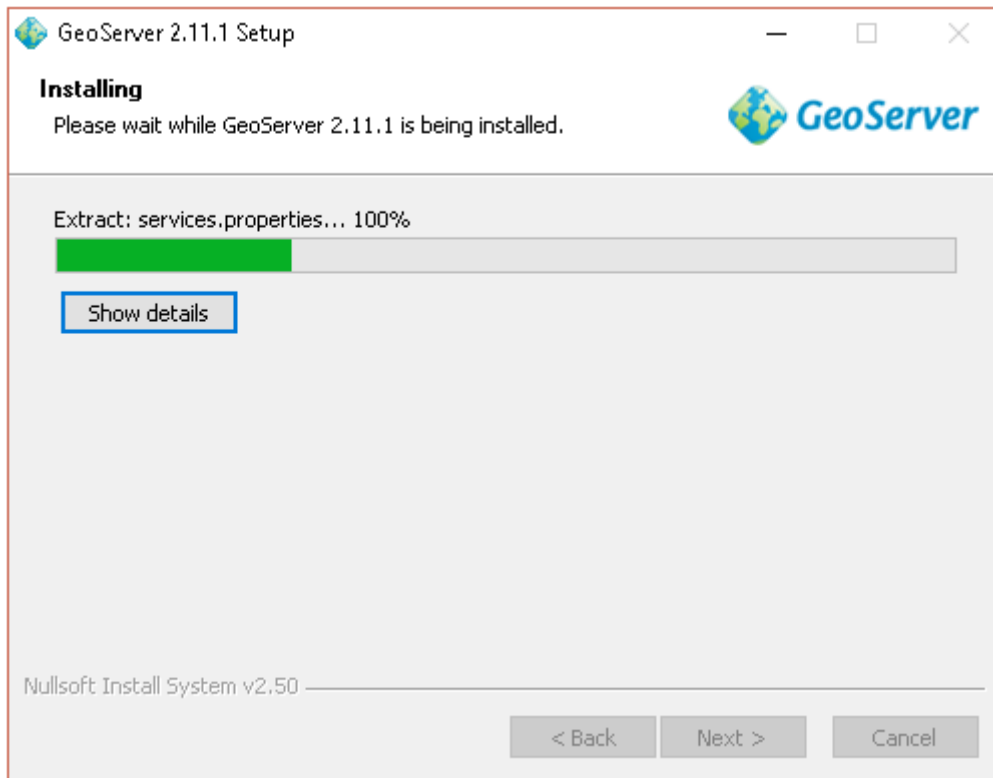 GeoServer 2.11.1 Setup
Installing
Please wait while GeoServer 2.11.1 is being installed.
GeoServer
Extract: services.properties... 100%
Show details
Nullsoft Install System v2.50
< Back
Next >
Cancel